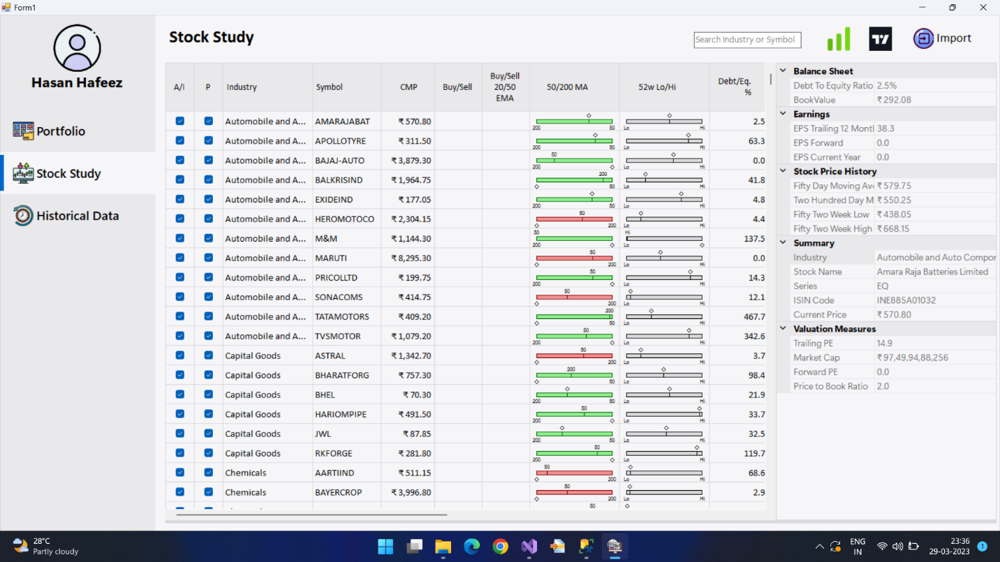 Form1
Hasan Hafeez
Portfolio
Stock Study
Historical Data
Stock Study
Search Industry or Symbol
Import
A/I P Industry Symbol CMP Buy/Sell Buy/Sell 20/50 EMA 50/200 MA 52w Lo/Hi Debt/Eq. %
Automobile and A... AMARAJABAT ₹ 570.80 200 50 Lo Hi 2.5
Automobile and A... APOLLOTYRE ₹ 311.50 200 50 Lo Hi 63.3
Automobile and A... BAJAJ-AUTO ₹ 3,879.30 50 200 Lo Hi 0.0
Automobile and A... BALKRISIND ₹ 1,964.75 200 50 Lo Hi 41.8
Automobile and A... EXIDEIND ₹ 177.05 200 50 Lo Hi 4.8
Automobile and A... HEROMOTOCO ₹ 2,304.15 50 200 Lo Hi 4.4
Automobile and A... M&M ₹ 1,144.30 50 200 Hi Lo 137.5
Automobile and A... MARUTI ₹ 8,295.30 50 200 Lo Hi 0.0
Automobile and A... PRICOLLTD ₹ 199.75 50 200 Lo Hi 14.3
Automobile and A... SONACOMS ₹ 414.75 50 200 Lo Hi 12.1
Automobile and A... TATAMOTORS ₹ 409.20 200 50 Lo Hi 467.7
Automobile and A... TVSMOTOR ₹ 1,079.20 50 200 Lo Hi 342.6
Capital Goods ASTRAL ₹ 1,342.70 50 200 Lo Hi 3.7
Capital Goods BHARATFORG ₹ 757.30 200 50 Lo Hi 98.4
Capital Goods BHEL ₹ 70.30 200 50 Lo Hi 21.9
Capital Goods HARIOMPIPE ₹ 491.50 50 200 Lo Hi 33.7
Capital Goods JWL ₹ 87.85 200 50 Lo Hi 32.5
Capital Goods RKFORGE ₹ 281.80 50 200 Lo Hi 119.7
Chemicals AARTIIND ₹ 511.15 50 200 Lo Hi 68.6
Chemicals BAYERCROP ₹ 3,996.80 50 200 Lo Hi 2.9
50
Balance Sheet
Debt To Equity Ratio 2.5%
BookValue ₹ 292.08
Earnings
EPS Trailing 12 Montl 38.3
EPS Forward 0.0
EPS Current Year 0.0
Stock Price History
Fifty Day Moving Ave ₹ 579.75
Two Hundred Day M ₹ 550.25
Fifty Two Week Low ₹ 438.05
Fifty Two Week High ₹ 668.15
Summary
Industry Automobile and Auto Compor
Stock Name Amara Raja Batteries Limited
Series EQ
ISIN Code INE885A01032
Current Price ₹ 570.80
Valuation Measures
Trailing PE 14.9
Market Cap ₹ 97,49,94,88,256
Forward PE 0.0
Price to Book Ratio 2.0
28°C
Partly cloudy
ENG
IN
23:36
29-03-2023
1